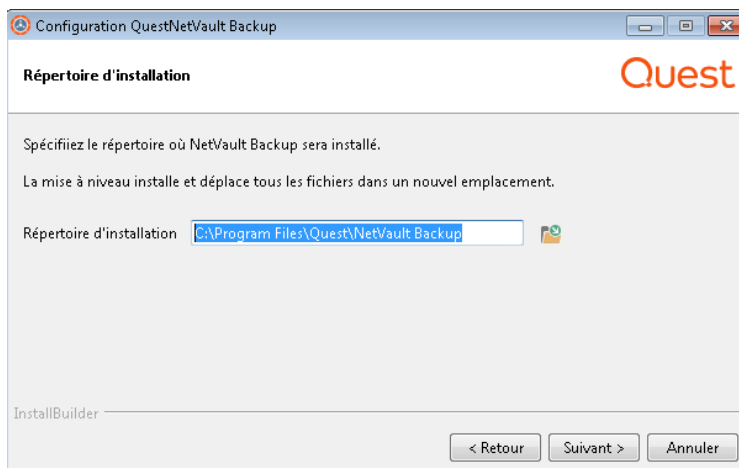 Configuration QuestNetVault Backup
Répertoire d'installation
Quest
Spécifiiez le répertoire où NetVault Backup sera installé.
La mise à niveau installe et déplace tous les fichiers dans un nouvel emplacement.
Répertoire d'installation C:\Program Files\Quest\NetVault Backup
InstallBuilder
< Retour Suivant > Annuler